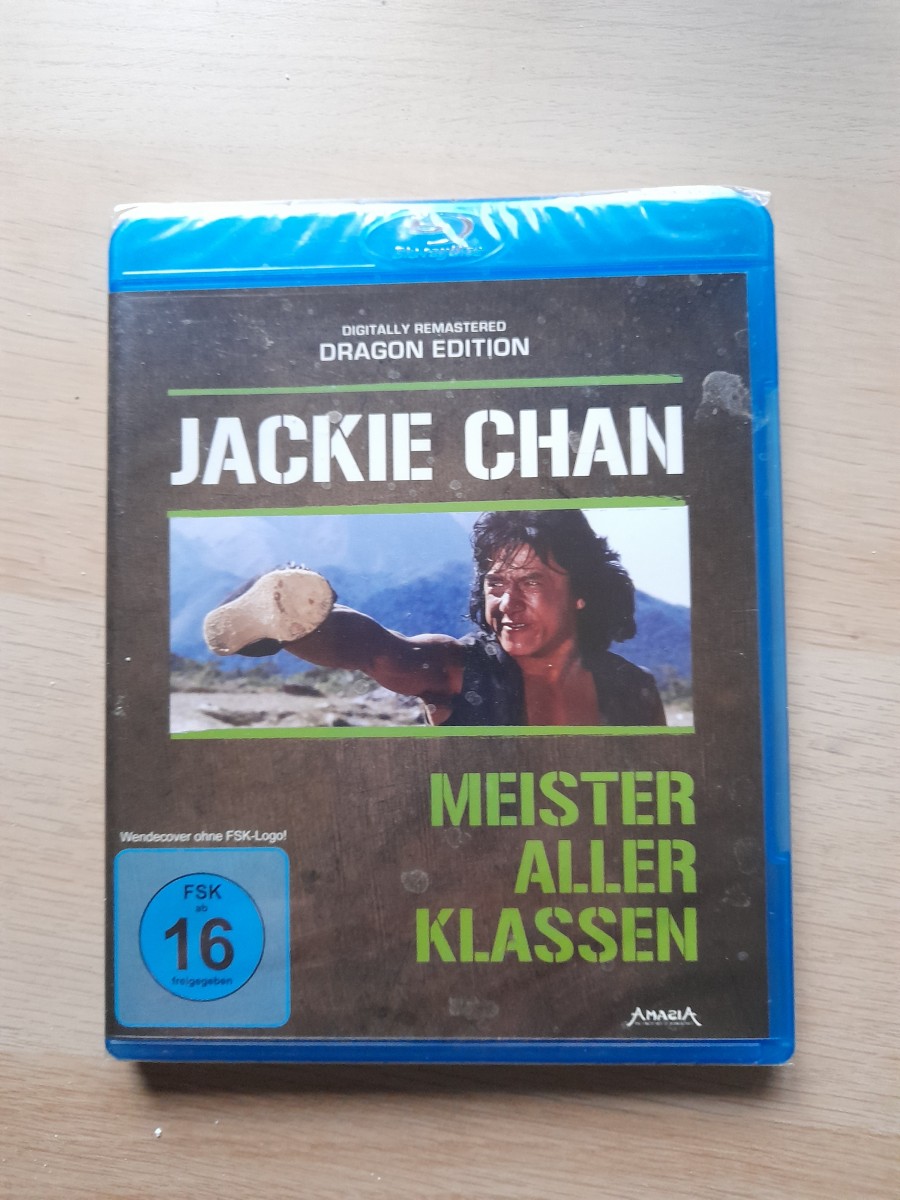 DIGITALLY REMASTERED
DRAGON EDITION
JACKIE CHAN
MEISTER
ALLER
KLASSEN
Wendecover ohne FSK-Logo!
FSK
ab
16
freigegeben
AMASIA